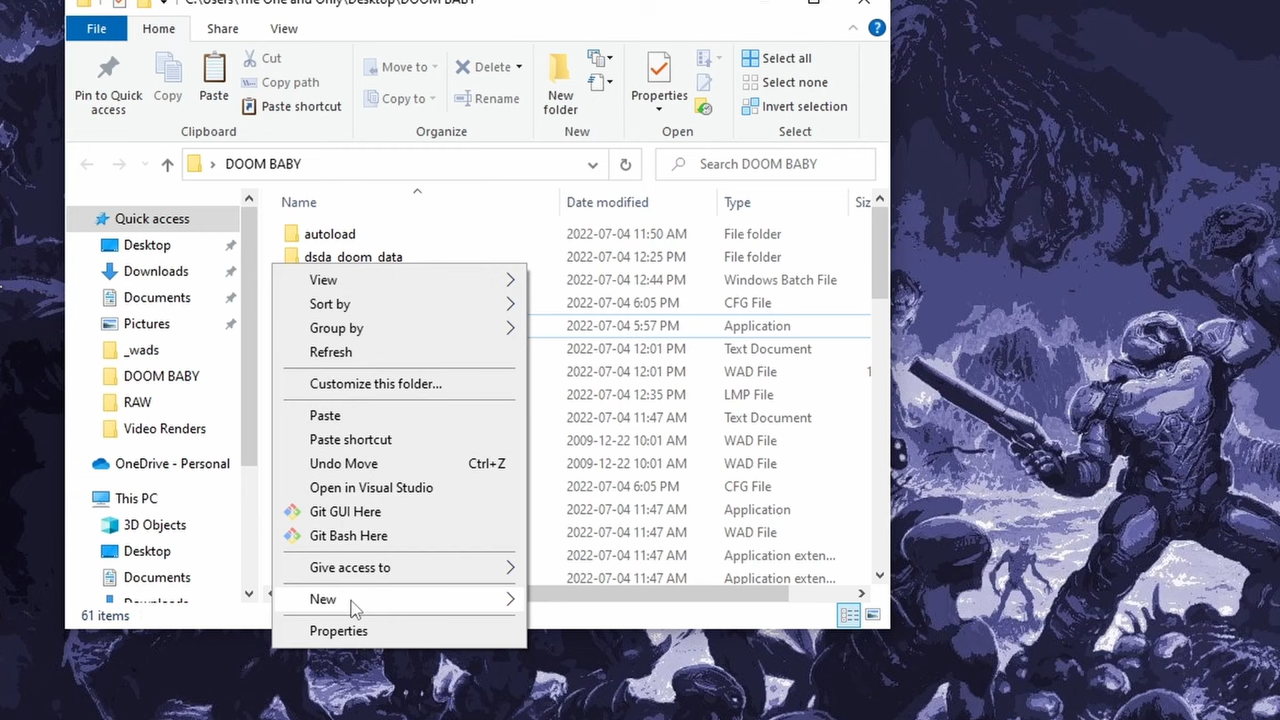 C:\Users\The One and Only\Desktop\DOOM BABY
File
Home
Share
View
Pin to Quick access
Copy
Paste
Cut
Copy path
Paste shortcut
Clipboard
Move to
Copy to
Delete
Rename
Organize
New folder
New
Properties
Open
Select all
Select none
Invert selection
Select
DOOM BABY
Search DOOM BABY
Name
Date modified
Type
Siz
Quick access
Desktop
Downloads
Documents
Pictures
_wads
DOOM BABY
RAW
Video Renders
OneDrive - Personal
This PC
3D Objects
Desktop
Documents
Downloads
autoload 2022-07-04 11:50 AM File folder
dsda_doom_data 2022-07-04 12:25 PM File folder
2022-07-04 12:44 PM Windows Batch File
2022-07-04 6:05 PM CFG File
2022-07-04 5:57 PM Application
2022-07-04 12:01 PM Text Document
2022-07-04 12:01 PM WAD File 1
2022-07-04 12:35 PM LMP File
2022-07-04 11:47 AM Text Document
2009-12-22 10:01 AM WAD File
2009-12-22 10:01 AM WAD File
2022-07-04 6:05 PM CFG File
2022-07-04 11:47 AM Application
2022-07-04 11:47 AM WAD File
2022-07-04 11:47 AM Application exten...
2022-07-04 11:47 AM Application exten...
View
Sort by
Group by
Refresh
Customize this folder...
Paste
Paste shortcut
Undo Move Ctrl+Z
Open in Visual Studio
Git GUI Here
Git Bash Here
Give access to
New
Properties
61 items